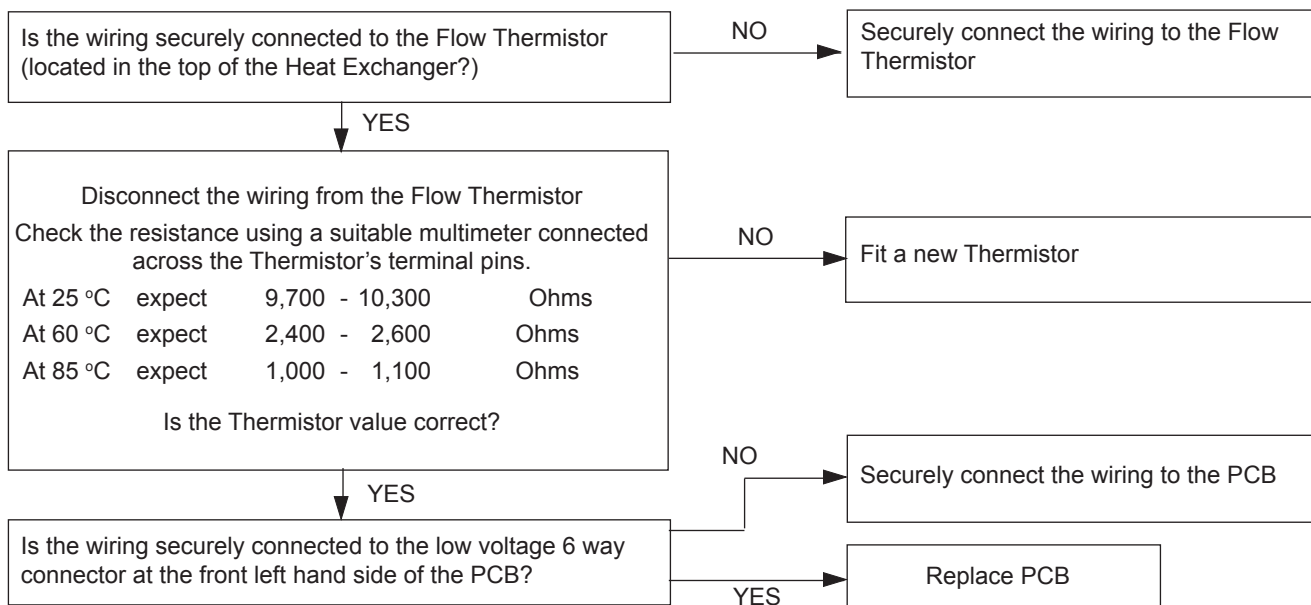 Is the wiring securely connected to the Flow Thermistor
(located in the top of the Heat Exchanger?)
NO
Securely connect the wiring to the Flow
Thermistor
YES
Disconnect the wiring from the Flow Thermistor
Check the resistance using a suitable multimeter connected
across the Thermistor’s terminal pins.
At 25 ºC expect 9,700 - 10,300 Ohms
At 60 ºC expect 2,400 - 2,600 Ohms
At 85 ºC expect 1,000 - 1,100 Ohms
Is the Thermistor value correct?
NO
Fit a new Thermistor
YES
Is the wiring securely connected to the low voltage 6 way
connector at the front left hand side of the PCB?
NO
Securely connect the wiring to the PCB
YES
Replace PCB